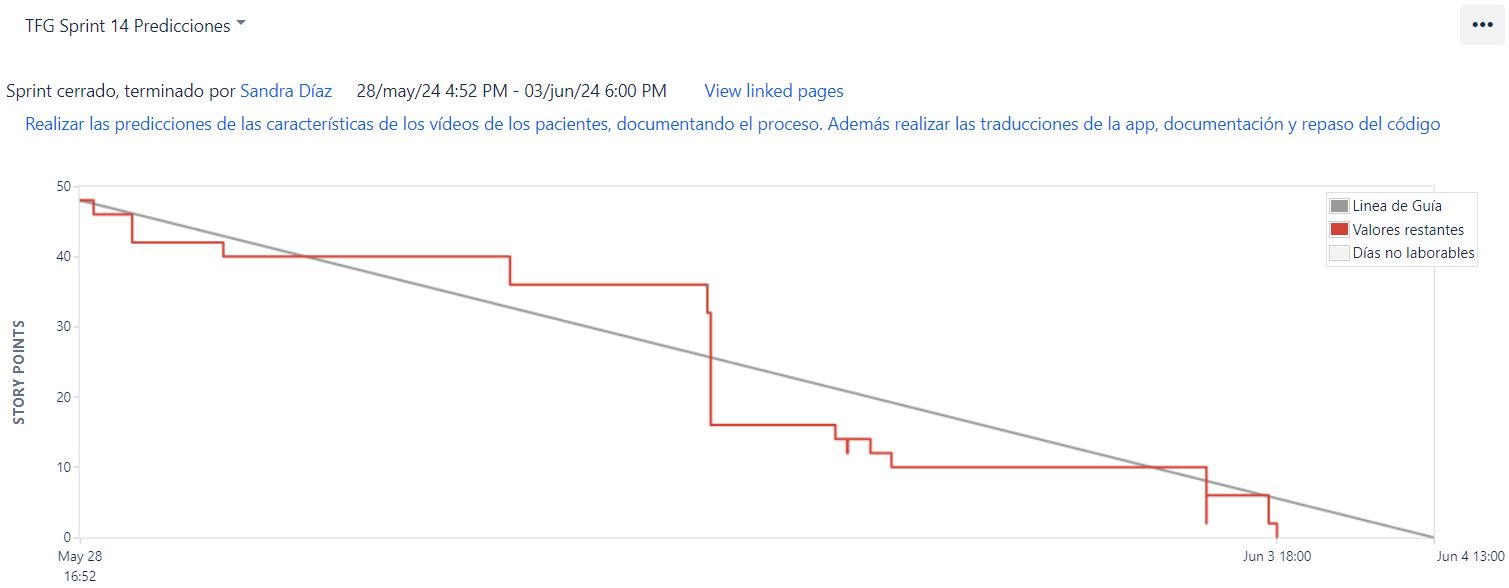 TFG Sprint 14 Predicciones
Sprint cerrado, terminado por Sandra Díaz 28/may/24 4:52 PM - 03/jun/24 6:00 PM View linked pages
Realizar las predicciones de las características de los vídeos de los pacientes, documentando el proceso. Además realizar las traducciones de la app, documentación y repaso del código
STORY POINTS
50
40
30
20
10
0
Linea de Guía
Valores restantes
Días no laborables
May 28
16:52
Jun 3 18:00
Jun 4 13:00